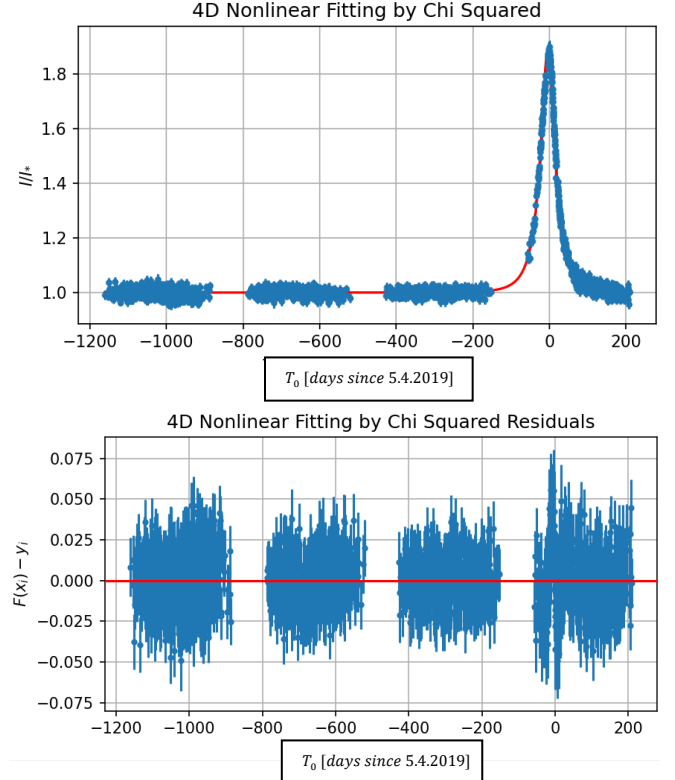 4D Nonlinear Fitting by Chi Squared
I/I*
1.8
1.6
1.4
1.2
1.0
−1200 −1000 −800 −600 −400 −200 0 200
T₀ [days since 5.4.2019]
4D Nonlinear Fitting by Chi Squared Residuals
F(xᵢ) − yᵢ
0.075
0.050
0.025
0.000
−0.025
−0.050
−0.075
−1200 −1000 −800 −600 −400 −200 0 200
T₀ [days since 5.4.2019]